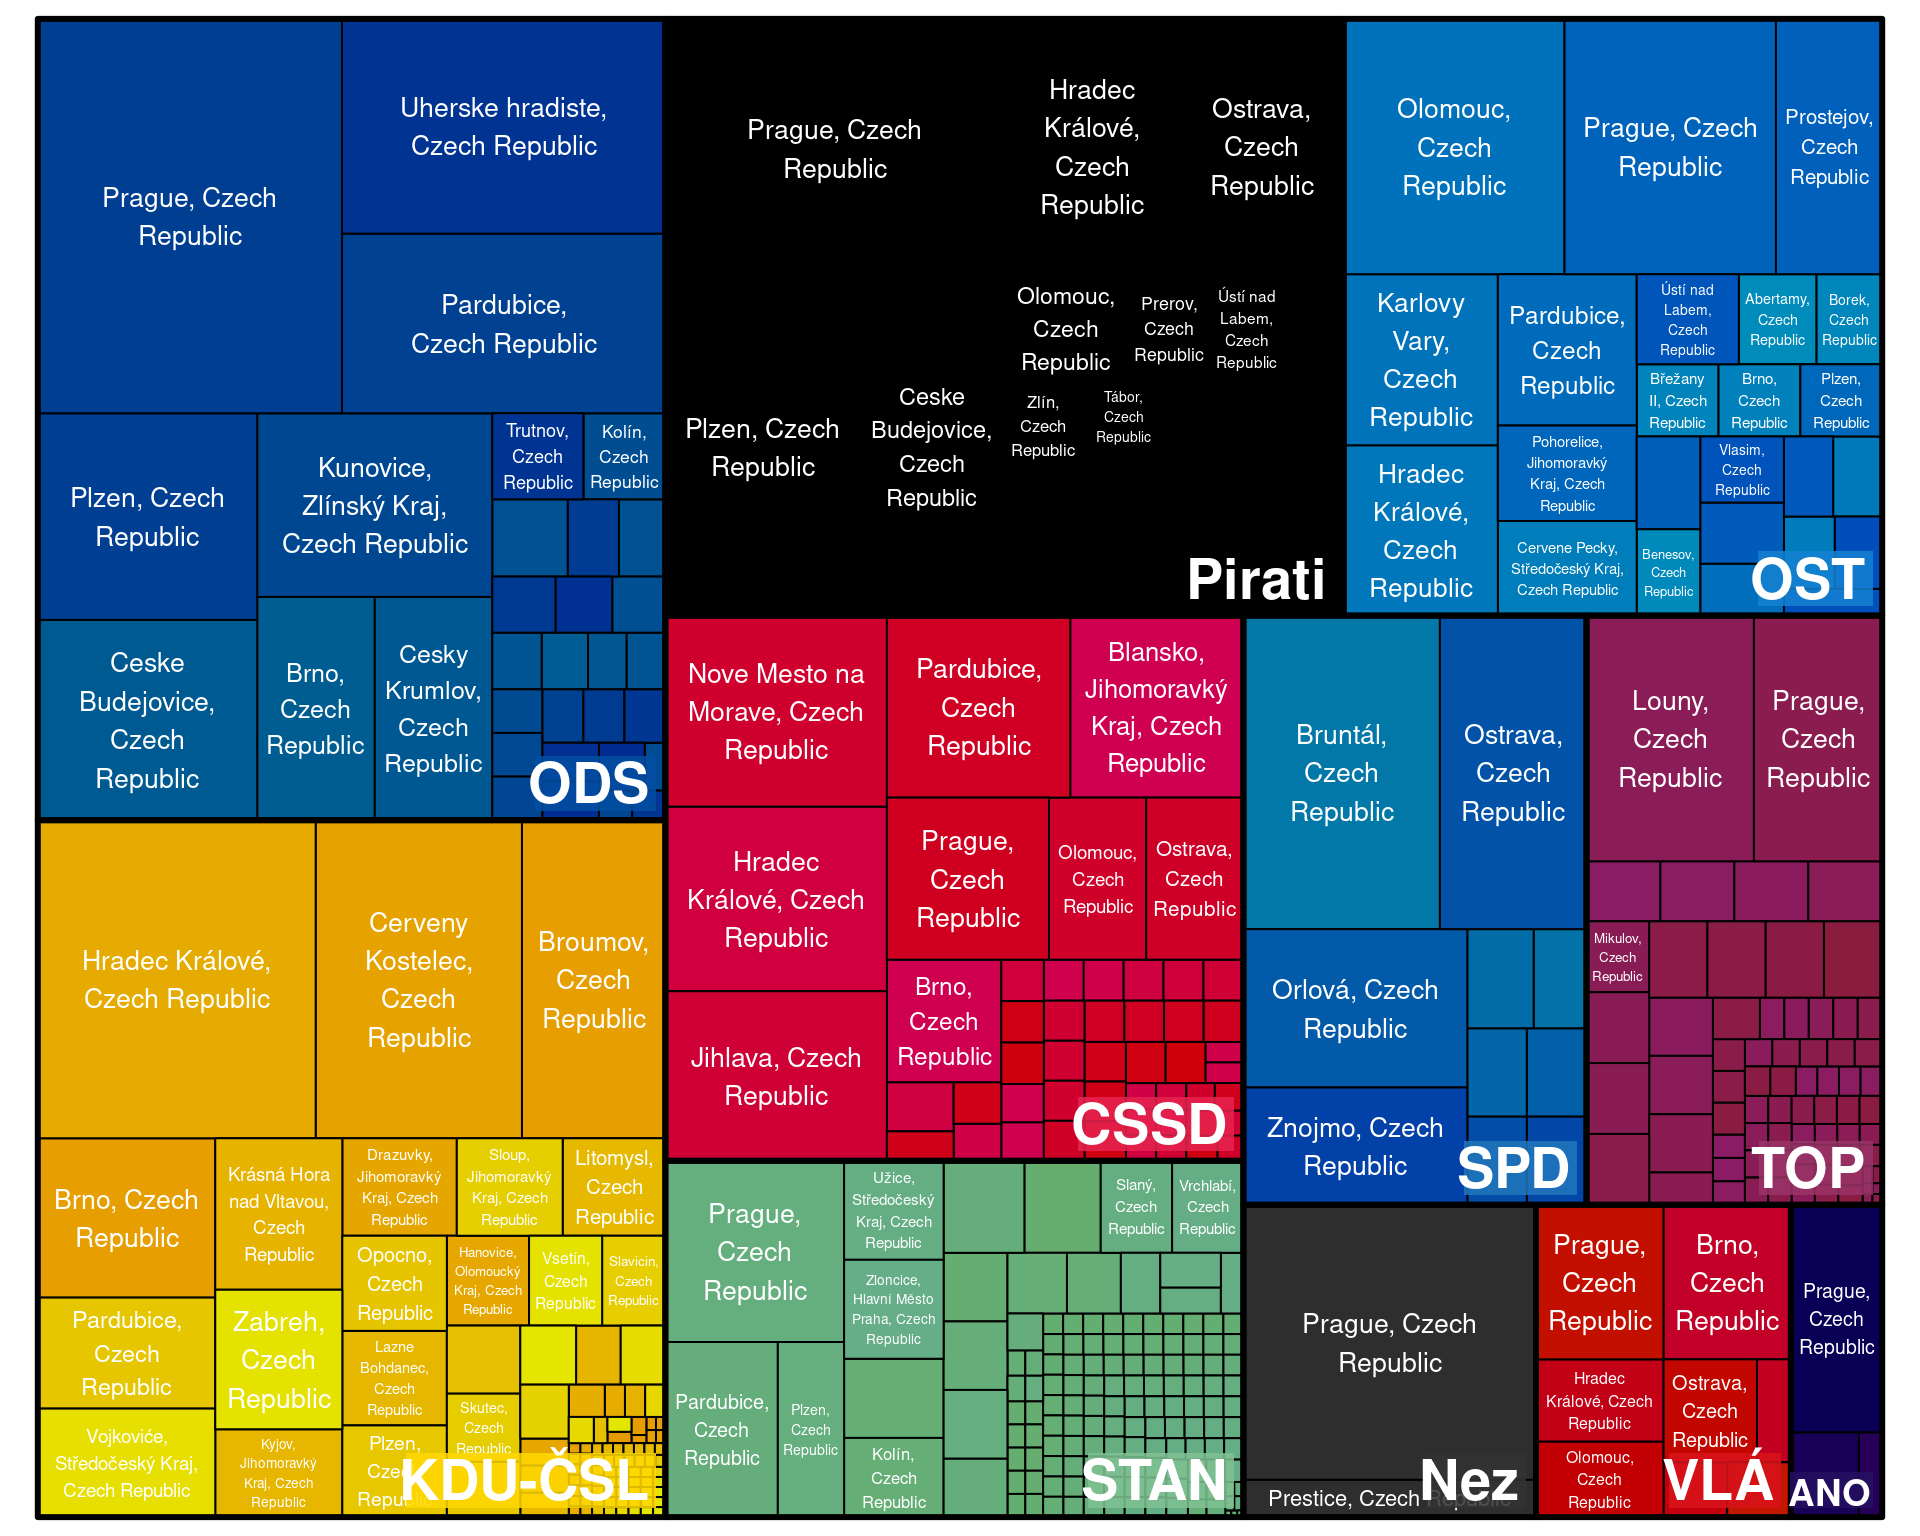 Prague, Czech
Republic
Uherske hradiste,
Czech Republic
Pardubice,
Czech Republic
Plzen, Czech
Republic
Kunovice,
Zlínský Kraj,
Czech Republic
Trutnov,
Czech
Republic
Kolín,
Czech
Republic
Ceske
Budejovice,
Czech
Republic
Brno,
Czech
Republic
Cesky
Krumlov,
Czech
Republic
ODS
Prague, Czech
Republic
Hradec
Králové,
Czech
Republic
Ostrava,
Czech
Republic
Plzen, Czech
Republic
Ceske
Budejovice,
Czech
Republic
Olomouc,
Czech
Republic
Prerov,
Czech
Republic
Ústí nad
Labem,
Czech
Republic
Zlín,
Czech
Republic
Tábor,
Czech
Republic
Pirati
Olomouc,
Czech
Republic
Prague, Czech
Republic
Prostejov,
Czech
Republic
Karlovy
Vary,
Czech
Republic
Pardubice,
Czech
Republic
Ústí nad
Labem,
Czech
Republic
Abertamy,
Czech
Republic
Borek,
Czech
Republic
Břežany
II, Czech
Republic
Brno,
Czech
Republic
Plzen,
Czech
Republic
Hradec
Králové,
Czech
Republic
Pohorelice,
Jihomoravký
Kraj, Czech
Republic
Vlasim,
Czech
Republic
Cervene Pecky,
Středočeský Kraj,
Czech Republic
Benesov,
Czech
Republic
OST
Hradec Králové,
Czech Republic
Cerveny
Kostelec,
Czech
Republic
Broumov,
Czech
Republic
Brno, Czech
Republic
Krásná Hora
nad Vltavou,
Czech
Republic
Drazuvky,
Jihomoravký
Kraj, Czech
Republic
Sloup,
Jihomoravký
Kraj, Czech
Republic
Litomysl,
Czech
Republic
Pardubice,
Czech
Republic
Zabreh,
Czech
Republic
Opocno,
Czech
Republic
Hanovice,
Olomoucký
Kraj, Czech
Republic
Vsetín,
Czech
Republic
Slavicin,
Czech
Republic
Vojkoviće,
Středočeský Kraj,
Czech Republic
Kyjov,
Jihomoravký
Kraj, Czech
Republic
Lazne
Bohdanec,
Czech
Republic
Skutec,
Czech
Republic
Plzen,
Czech
Republic
KDU-ČSL
Nove Mesto na
Morave, Czech
Republic
Pardubice,
Czech
Republic
Blansko,
Jihomoravký
Kraj, Czech
Republic
Hradec
Králové, Czech
Republic
Prague,
Czech
Republic
Olomouc,
Czech
Republic
Ostrava,
Czech
Republic
Jihlava, Czech
Republic
Brno,
Czech
Republic
CSSD
Bruntál,
Czech
Republic
Ostrava,
Czech
Republic
Orlová, Czech
Republic
Znojmo, Czech
Republic
SPD
Louny,
Czech
Republic
Prague,
Czech
Republic
Mikulov,
Czech
Republic
TOP
Prague,
Czech
Republic
Užice,
Středočeský
Kraj, Czech
Republic
Slaný,
Czech
Republic
Vrchlabí,
Czech
Republic
Zloncice,
Hlavní Město
Praha, Czech
Republic
Pardubice,
Czech
Republic
Plzen,
Czech
Republic
Kolín,
Czech
Republic
STAN
Prague, Czech
Republic
Prestice, Czech Republic
Nez
Prague,
Czech
Republic
Brno,
Czech
Republic
Hradec
Králové, Czech
Republic
Ostrava,
Czech
Republic
Olomouc,
Czech
Republic
VLÁ
Prague,
Czech
Republic
ANO